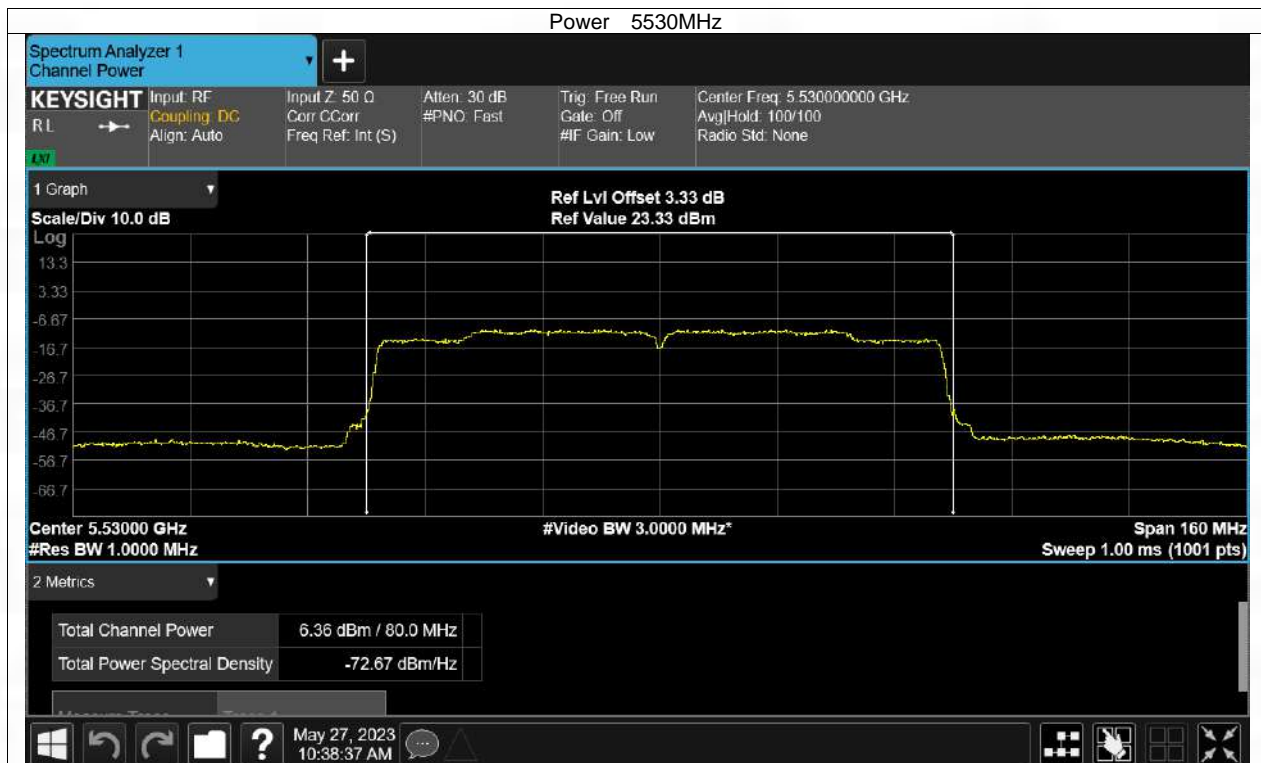 Power 5530MHz
Spectrum Analyzer 1
Channel Power
KEYSIGHT
RL
LXI
Input: RF
Coupling: DC
Align: Auto
Input Z: 50 Ω
Corr CCorr
Freq Ref: Int (S)
Atten: 30 dB
#PNO: Fast
Trig: Free Run
Gate: Off
#IF Gain: Low
Center Freq: 5.530000000 GHz
Avg|Hold: 100/100
Radio Std: None
1 Graph
Scale/Div 10.0 dB
Ref Lvl Offset 3.33 dB
Ref Value 23.33 dBm
Log
13.3
3.33
-6.67
-16.7
-26.7
-36.7
-46.7
-56.7
-66.7
Center 5.53000 GHz
#Video BW 3.0000 MHz*
Span 160 MHz
#Res BW 1.0000 MHz
Sweep 1.00 ms (1001 pts)
2 Metrics
Total Channel Power 6.36 dBm / 80.0 MHz
Total Power Spectral Density -72.67 dBm/Hz
May 27, 2023
10:38:37 AM